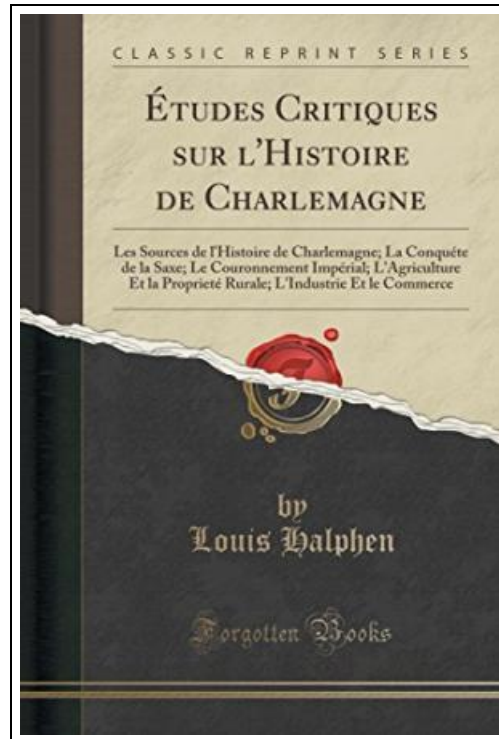 CLASSIC REPRINT SERIES
ÉTUDES CRITIQUES
SUR L'HISTOIRE
DE CHARLEMAGNE
Les Sources de l'Histoire de Charlemagne; La Conquéte
de la Saxe; Le Couronnement Impérial; L'Agriculture
Et la Proprieté Rurale; L'Industrie Et le Commerce
by
Louis Halphen
Forgotten Books